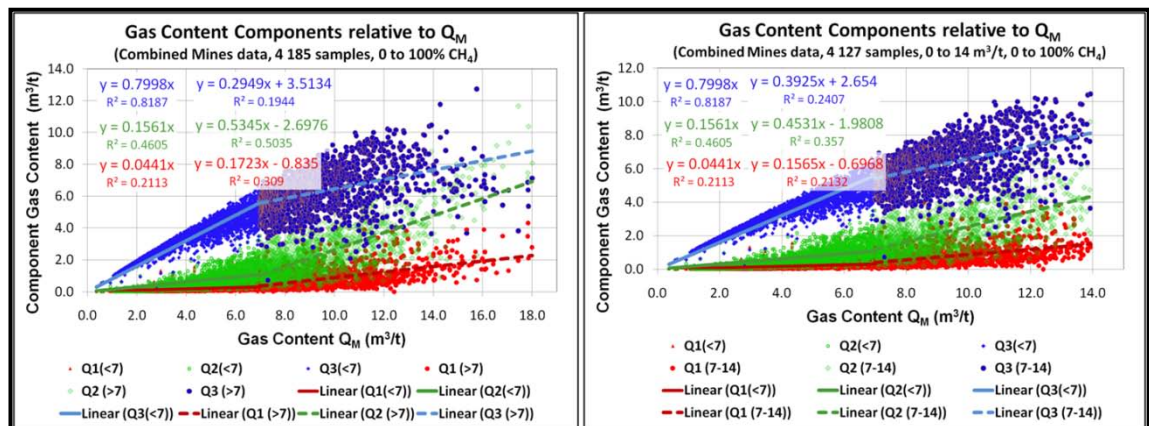 Gas Content Components relative to QM
(Combined Mines data, 4 185 samples, 0 to 100% CH4)
Component Gas Content (m³/t)
14.0
12.0
10.0
8.0
6.0
4.0
2.0
0.0
y = 0.7998x
R² = 0.8187
y = 0.2949x + 3.5134
R² = 0.1944
y = 0.1561x
R² = 0.4605
y = 0.5345x - 2.6976
R² = 0.5035
y = 0.0441x
R² = 0.2113
y = 0.1723x - 0.835
R² = 0.309
0.0 2.0 4.0 6.0 8.0 10.0 12.0 14.0 16.0 18.0
Gas Content QM (m³/t)
Q1(<7) Q2(<7) Q3(<7) Q1 (>7)
Q2 (>7) Q3 (>7) Linear (Q1(<7)) Linear (Q2(<7))
Linear (Q3(<7)) Linear (Q1 (>7)) Linear (Q2 (>7)) Linear (Q3 (>7))
Gas Content Components relative to QM
(Combined Mines data, 4 127 samples, 0 to 14 m³/t, 0 to 100% CH4)
Component Gas Content (m³/t)
12.0
10.0
8.0
6.0
4.0
2.0
0.0
y = 0.7998x
R² = 0.8187
y = 0.3925x + 2.654
R² = 0.2407
y = 0.1561x
R² = 0.4605
y = 0.4531x - 1.9808
R² = 0.357
y = 0.0441x
R² = 0.2113
y = 0.1565x - 0.6968
R² = 0.2132
0.0 2.0 4.0 6.0 8.0 10.0 12.0 14.0
Gas Content QM (m³/t)
Q1(<7) Q2(<7) Q3(<7)
Q1 (7-14) Q2 (7-14) Q3 (7-14)
Linear (Q1(<7)) Linear (Q2(<7)) Linear (Q3(<7))
Linear (Q1 (7-14)) Linear (Q2 (7-14)) Linear (Q3 (7-14))